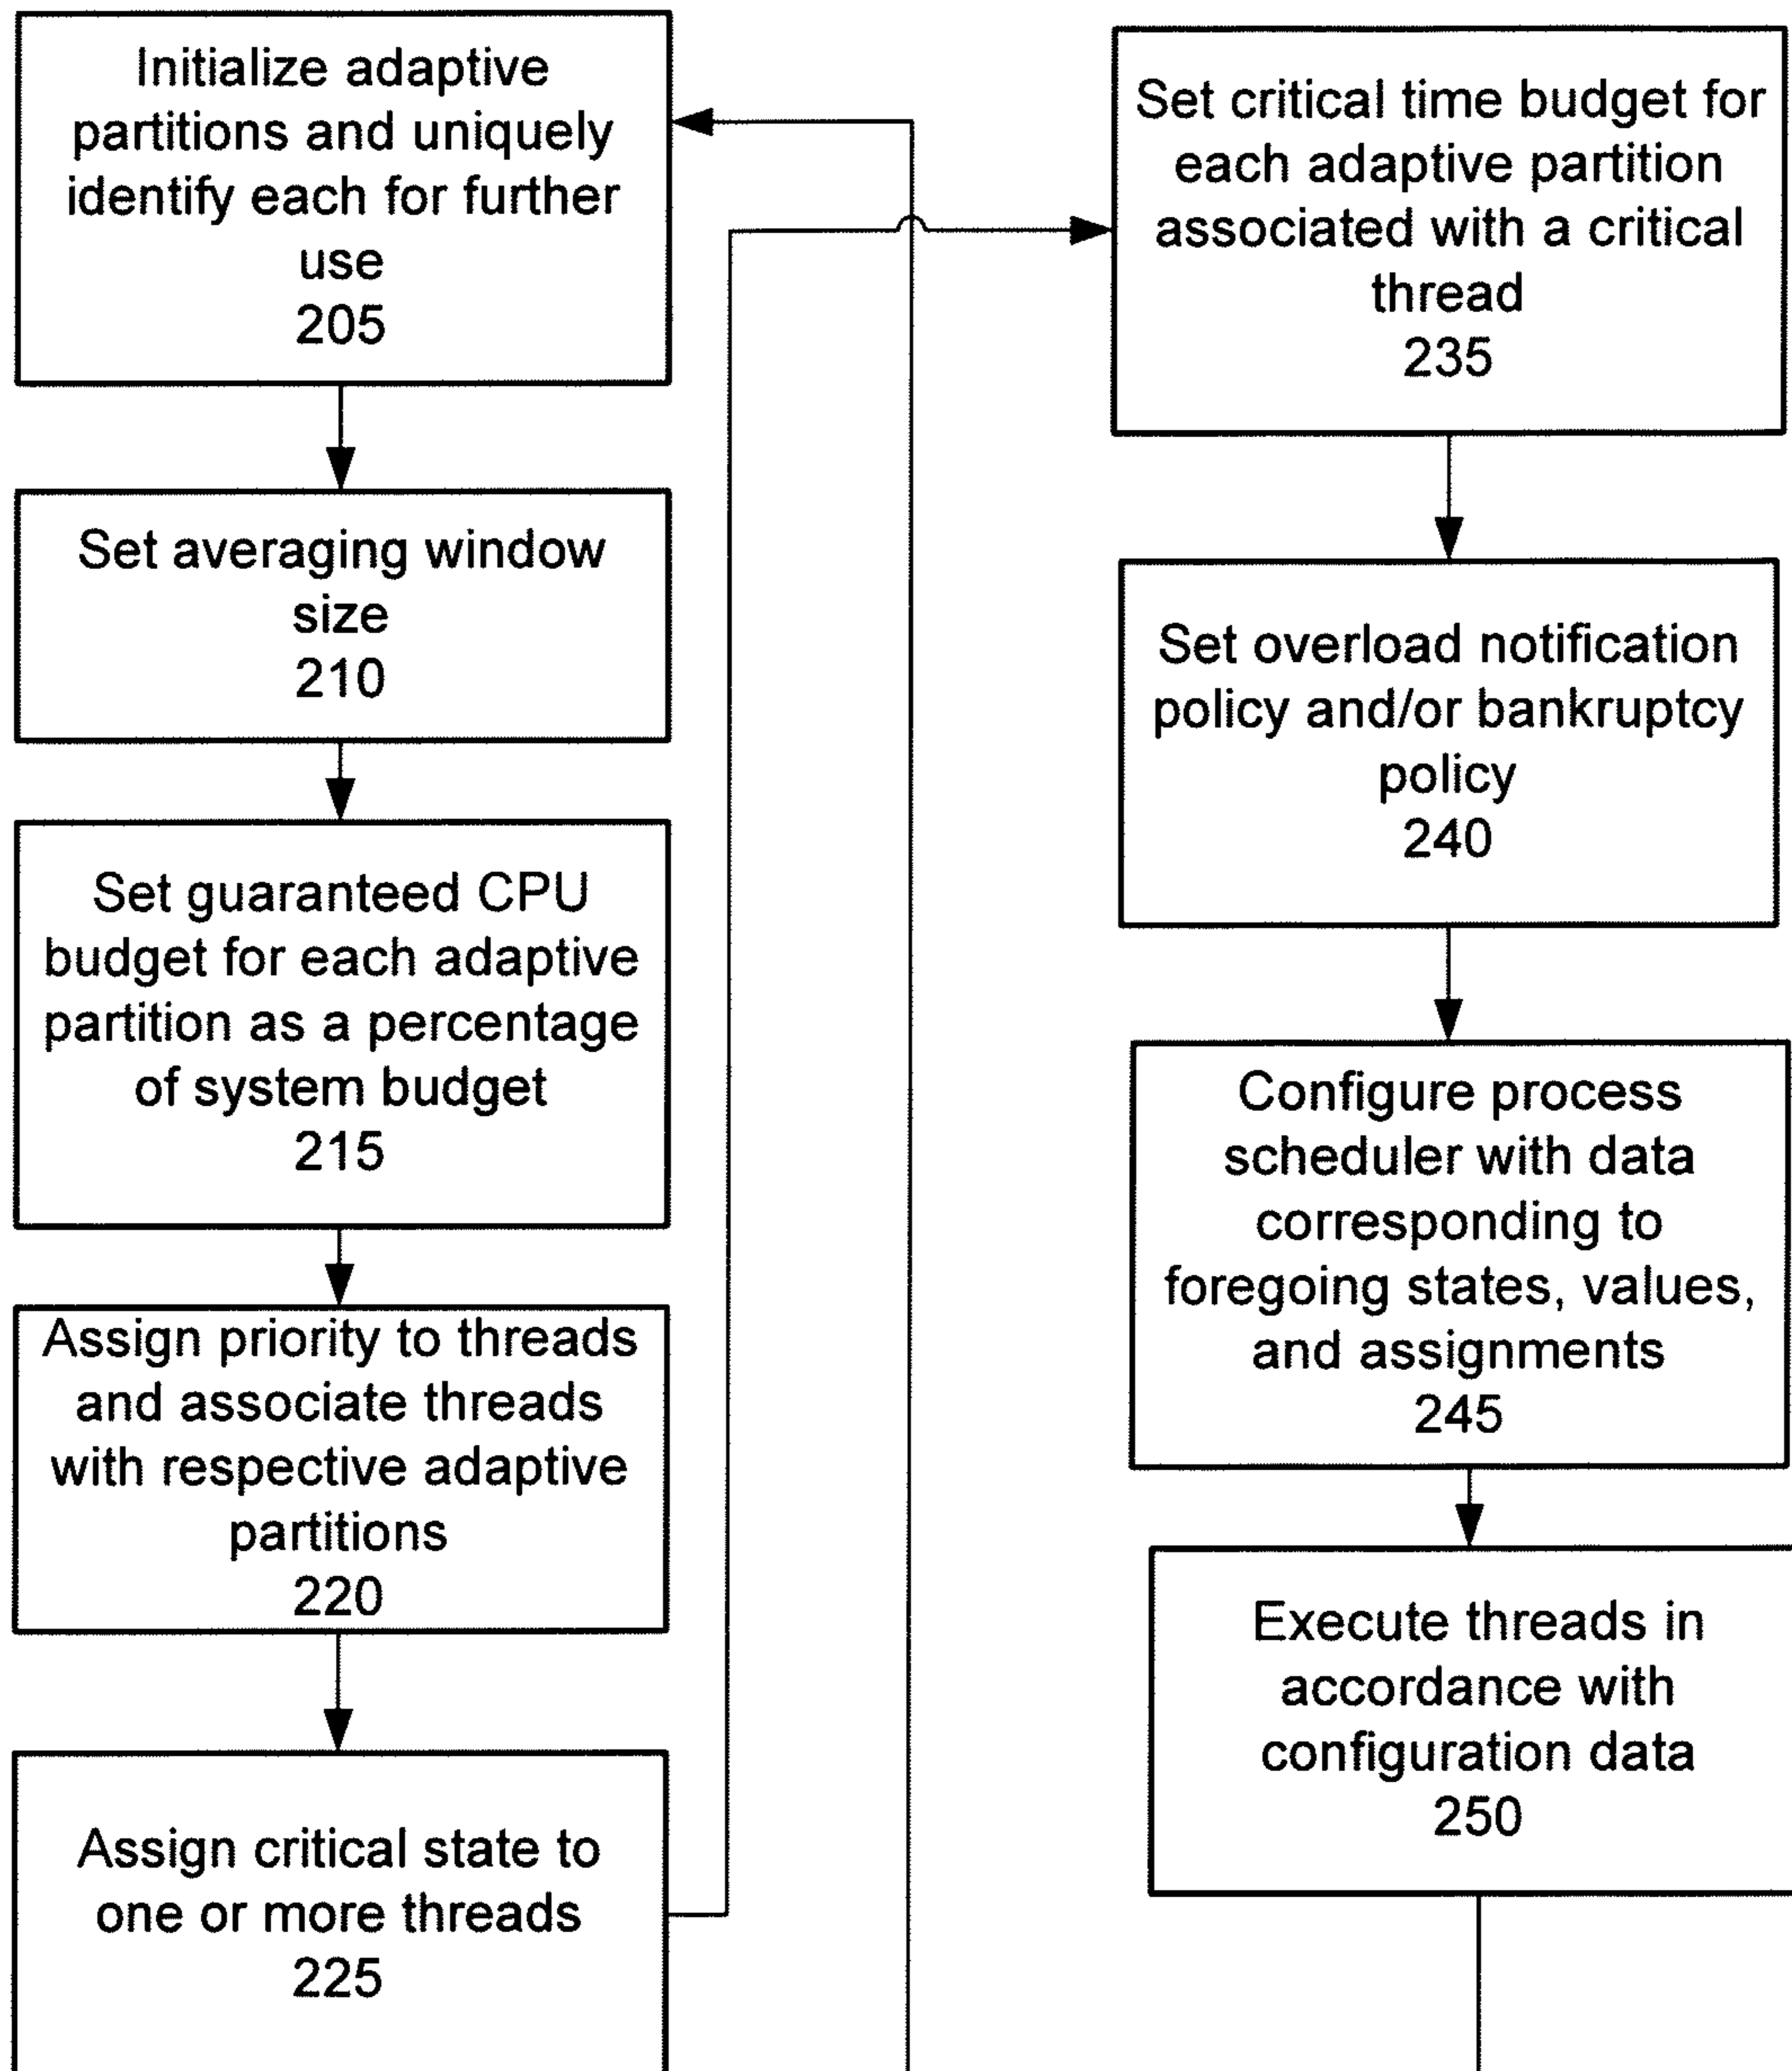 Initialize adaptive
partitions and uniquely
identify each for further
use
205
Set averaging window
size
210
Set guaranteed CPU
budget for each adaptive
partition as a percentage
of system budget
215
Assign priority to threads
and associate threads
with respective adaptive
partitions
220
Assign critical state to
one or more threads
225
Set critical time budget for
each adaptive partition
associated with a critical
thread
235
Set overload notification
policy and/or bankruptcy
policy
240
Configure process
scheduler with data
corresponding to
foregoing states, values,
and assignments
245
Execute threads in
accordance with
configuration data
250